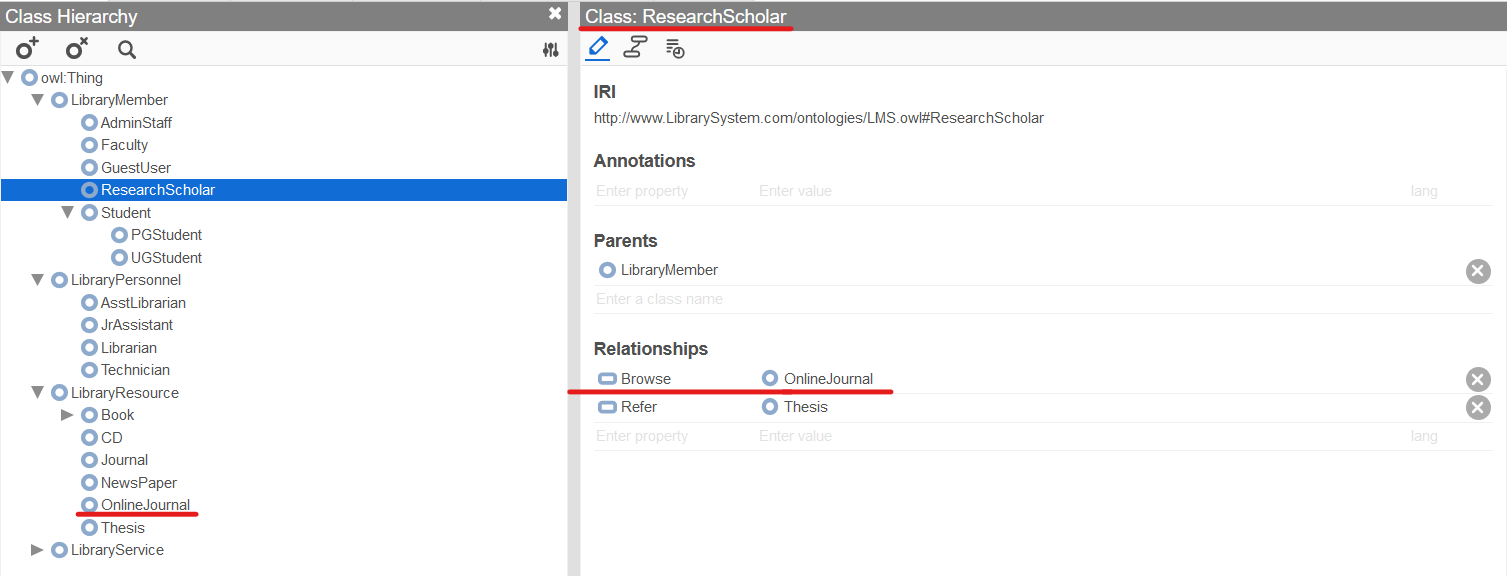 Class Hierarchy
owl:Thing
LibraryMember
AdminStaff
Faculty
GuestUser
ResearchScholar
Student
PGStudent
UGStudent
LibraryPersonnel
AsstLibrarian
JrAssistant
Librarian
Technician
LibraryResource
Book
CD
Journal
NewsPaper
OnlineJournal
Thesis
LibraryService
Class: ResearchScholar
IRI
http://www.LibrarySystem.com/ontologies/LMS.owl#ResearchScholar
Annotations
Enter property Enter value lang
Parents
LibraryMember
Enter a class name
Relationships
Browse OnlineJournal
Refer Thesis
Enter property Enter value lang